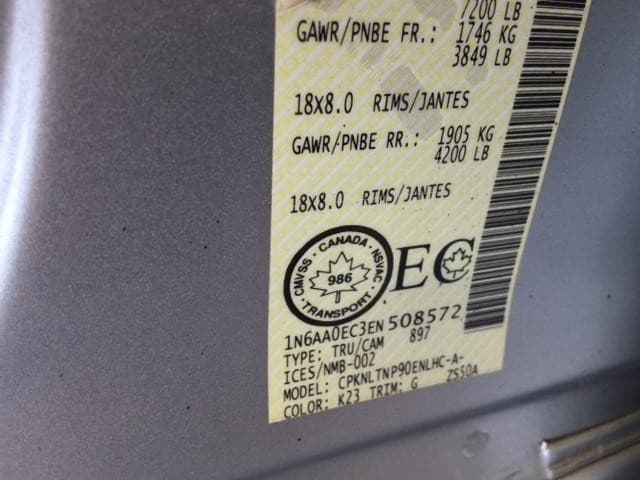 7200 LB
GAWR/PNBE FR.: 1746 KG
3849 LB
18x8.0 RIMS/JANTES
GAWR/PNBE RR.: 1905 KG
4200 LB
18x8.0 RIMS/JANTES
CMVSS · CANADA · NSVAC
986
TRANSPORT
EC
1N6AA0EC3EN508572
TYPE: TRU/CAM 897
ICES/NMB-002
MODEL: CPKNLTNP90ENLHC-A-
COLOR: K23 TRIM: G ZS50A